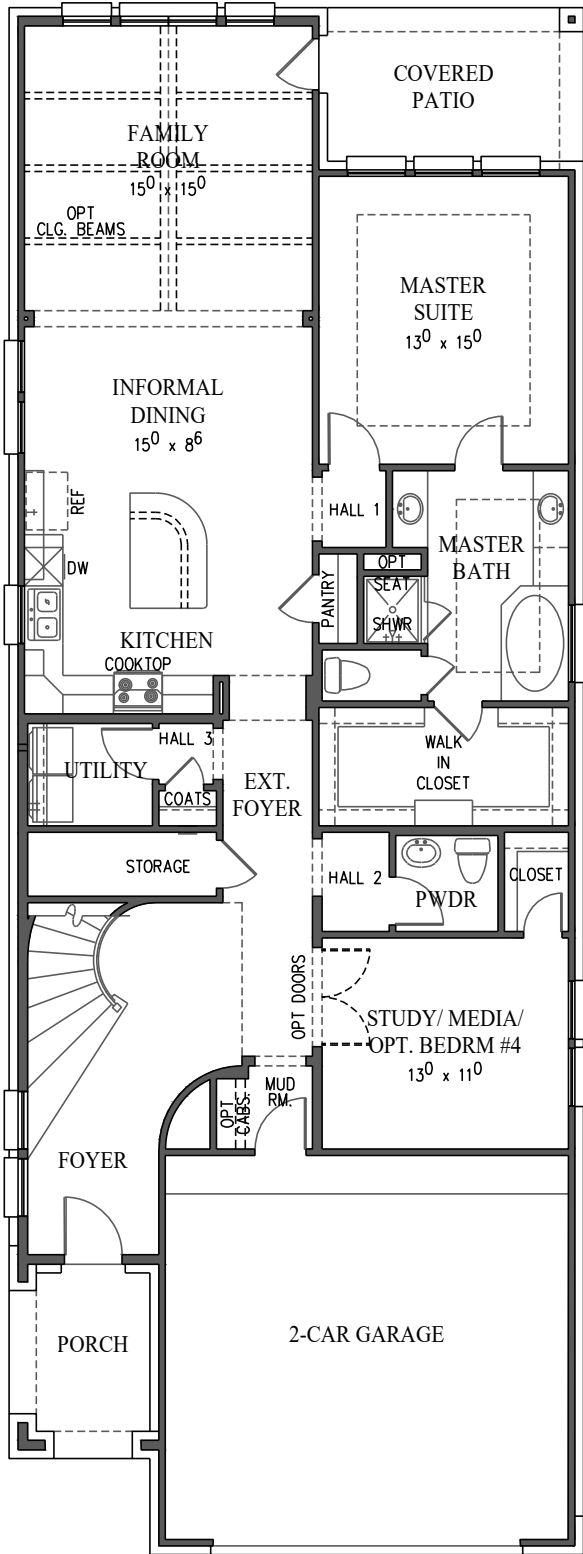 COVERED
PATIO
FAMILY
ROOM
15⁰ x 15⁰
OPT
CLG. BEAMS
MASTER
SUITE
13⁰ x 15⁰
INFORMAL
DINING
15⁰ x 8⁶
REF
HALL 1
MASTER
BATH
DW
OPT
SEAT
SHWR
PANTRY
KITCHEN
COOKTOP
HALL 3
UTILITY
COATS
EXT.
FOYER
WALK
IN
CLOSET
STORAGE
HALL 2
PWDR
CLOSET
OPT DOORS
STUDY/ MEDIA/
OPT. BEDRM #4
13⁰ x 11⁰
MUD
RM.
OPT
CABS.
FOYER
PORCH
2-CAR GARAGE